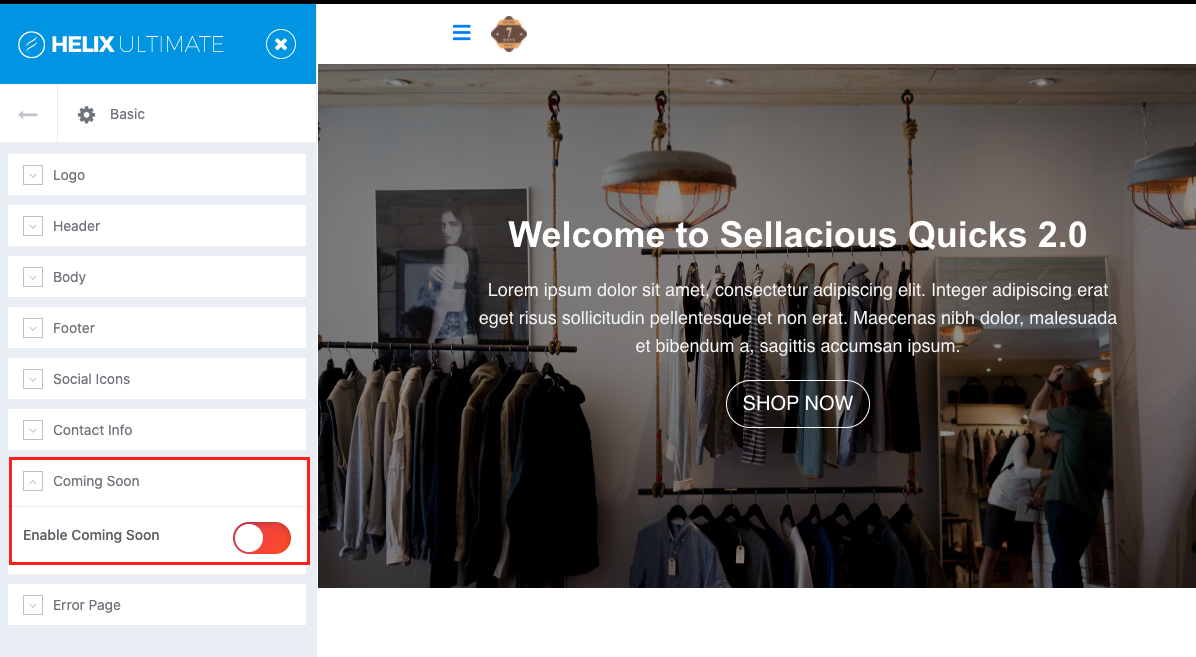 HELIX ULTIMATE
Basic
Logo
Header
Body
Footer
Social Icons
Contact Info
Coming Soon
Enable Coming Soon
Error Page
7
DAYS
Welcome to Sellacious Quicks 2.0
Lorem ipsum dolor sit amet, consectetur adipiscing elit. Integer adipiscing erat
eget risus sollicitudin pellentesque et non erat. Maecenas nibh dolor, malesuada
et bibendum a, sagittis accumsan ipsum.
SHOP NOW